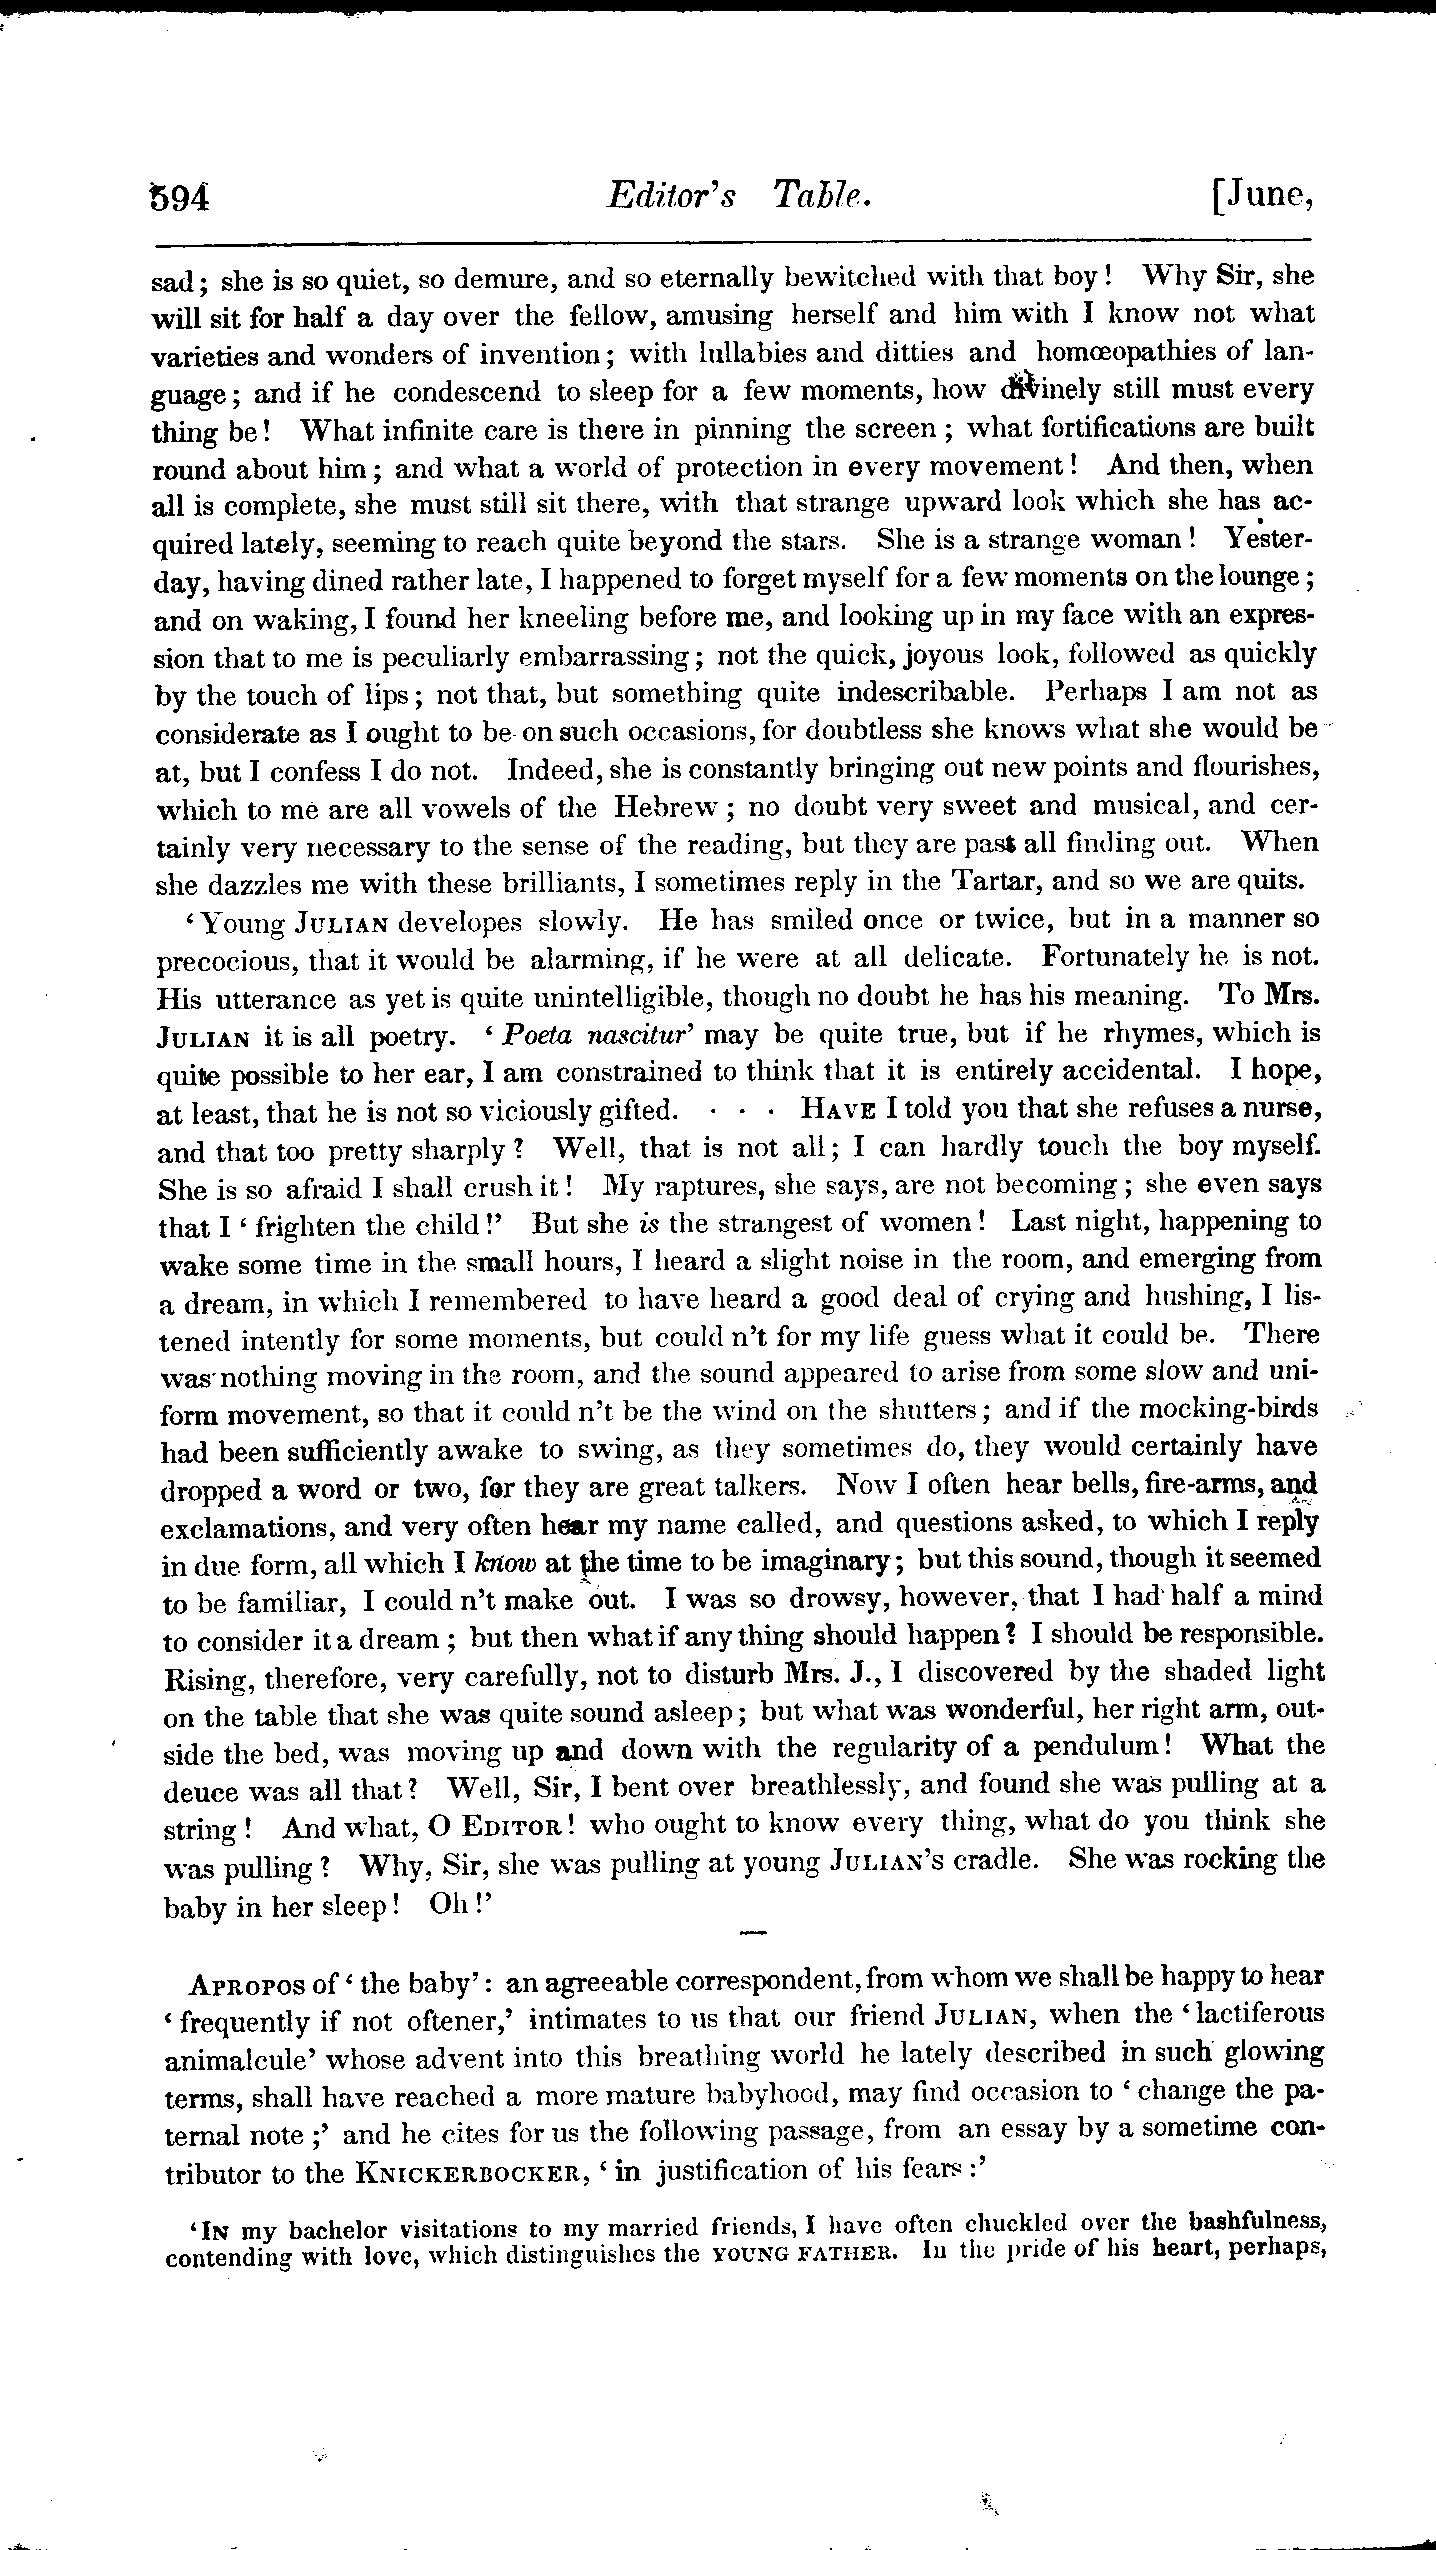 594 Editor's Table. [June,
sad; she is so quiet, so demure, and so eternally bewitched with that boy! Why Sir, she
will sit for half a day over the fellow, amusing herself and him with I know not what
varieties and wonders of invention; with lullabies and ditties and homœopathies of lan-
guage; and if he condescend to sleep for a few moments, how divinely still must every
thing be! What infinite care is there in pinning the screen; what fortifications are built
round about him; and what a world of protection in every movement! And then, when
all is complete, she must still sit there, with that strange upward look which she has ac-
quired lately, seeming to reach quite beyond the stars. She is a strange woman! Yester-
day, having dined rather late, I happened to forget myself for a few moments on the lounge;
and on waking, I found her kneeling before me, and looking up in my face with an expres-
sion that to me is peculiarly embarrassing; not the quick, joyous look, followed as quickly
by the touch of lips; not that, but something quite indescribable. Perhaps I am not as
considerate as I ought to be on such occasions, for doubtless she knows what she would be
at, but I confess I do not. Indeed, she is constantly bringing out new points and flourishes,
which to me are all vowels of the Hebrew; no doubt very sweet and musical, and cer-
tainly very necessary to the sense of the reading, but they are past all finding out. When
she dazzles me with these brilliants, I sometimes reply in the Tartar, and so we are quits.
'Young JULIAN developes slowly. He has smiled once or twice, but in a manner so
precocious, that it would be alarming, if he were at all delicate. Fortunately he is not.
His utterance as yet is quite unintelligible, though no doubt he has his meaning. To Mrs.
JULIAN it is all poetry. 'Poeta nascitur' may be quite true, but if he rhymes, which is
quite possible to her ear, I am constrained to think that it is entirely accidental. I hope,
at least, that he is not so viciously gifted. · · · HAVE I told you that she refuses a nurse,
and that too pretty sharply? Well, that is not all; I can hardly touch the boy myself.
She is so afraid I shall crush it! My raptures, she says, are not becoming; she even says
that I 'frighten the child!' But she is the strangest of women! Last night, happening to
wake some time in the small hours, I heard a slight noise in the room, and emerging from
a dream, in which I remembered to have heard a good deal of crying and hushing, I lis-
tened intently for some moments, but could n't for my life guess what it could be. There
was nothing moving in the room, and the sound appeared to arise from some slow and uni-
form movement, so that it could n't be the wind on the shutters; and if the mocking-birds
had been sufficiently awake to swing, as they sometimes do, they would certainly have
dropped a word or two, for they are great talkers. Now I often hear bells, fire-arms, and
exclamations, and very often hear my name called, and questions asked, to which I reply
in due form, all which I know at the time to be imaginary; but this sound, though it seemed
to be familiar, I could n't make out. I was so drowsy, however, that I had half a mind
to consider it a dream; but then what if any thing should happen? I should be responsible.
Rising, therefore, very carefully, not to disturb Mrs. J., I discovered by the shaded light
on the table that she was quite sound asleep; but what was wonderful, her right arm, out-
side the bed, was moving up and down with the regularity of a pendulum! What the
deuce was all that? Well, Sir, I bent over breathlessly, and found she was pulling at a
string! And what, O EDITOR! who ought to know every thing, what do you think she
was pulling? Why, Sir, she was pulling at young JULIAN's cradle. She was rocking the
baby in her sleep! Oh!'
APROPOS of 'the baby': an agreeable correspondent, from whom we shall be happy to hear
'frequently if not oftener,' intimates to us that our friend JULIAN, when the 'lactiferous
animalcule' whose advent into this breathing world he lately described in such glowing
terms, shall have reached a more mature babyhood, may find occasion to 'change the pa-
ternal note;' and he cites for us the following passage, from an essay by a sometime con-
tributor to the KNICKERBOCKER, 'in justification of his fears:'
'IN my bachelor visitations to my married friends, I have often chuckled over the bashfulness,
contending with love, which distinguishes the YOUNG FATHER. In the pride of his heart, perhaps,